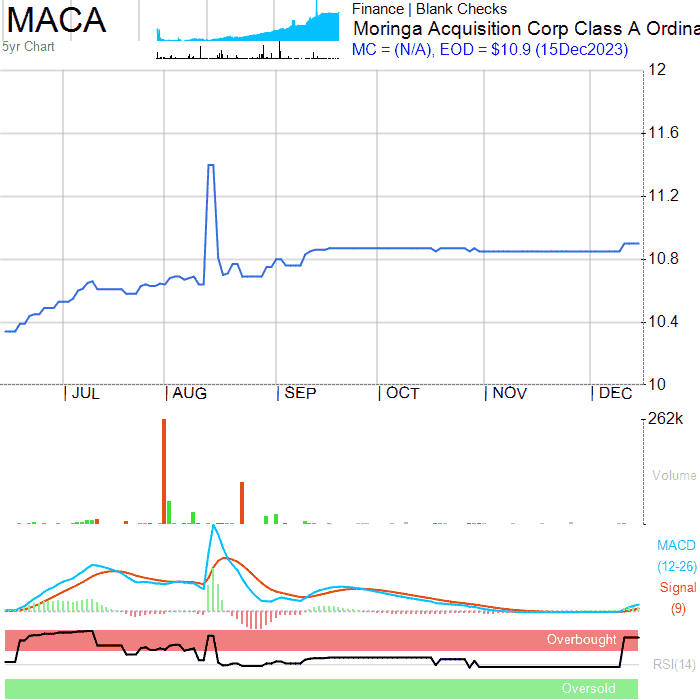 MACA
5yr Chart
Finance | Blank Checks
Moringa Acquisition Corp Class A Ordina
MC = (N/A), EOD = $10.9 (15Dec2023)
12
11.6
11.2
10.8
10.4
10
JUL AUG SEP OCT NOV DEC
262k
Volume
MACD
(12-26)
Signal
(9)
Overbought
RSI(14)
Oversold